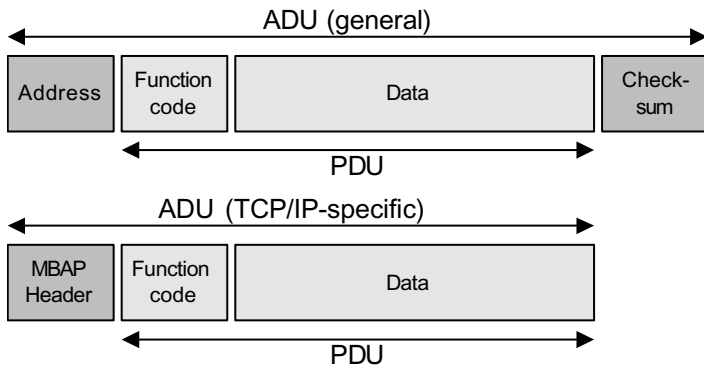 ADU (general)
Address
Function
code
Data
Check-
sum
PDU
ADU (TCP/IP-specific)
MBAP
Header
Function
code
Data
PDU